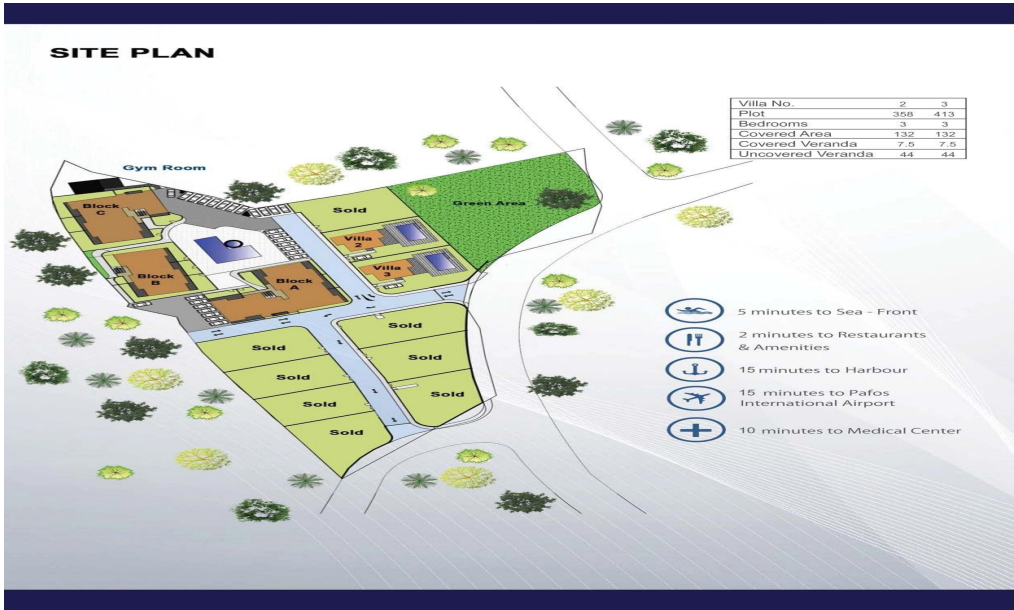 SITE PLAN
Villa No. 2 3
Plot 358 413
Bedrooms 3 3
Covered Area 132 132
Covered Veranda 7.5 7.5
Uncovered Veranda 44 44
Gym Room
Block
C
Sold
Green Area
Villa
2
Villa
3
Block
B
Block
A
Sold
Sold
Sold
Sold
Sold
Sold
Sold
5 minutes to Sea - Front
2 minutes to Restaurants
& Amenities
15 minutes to Harbour
15 minutes to Pafos
International Airport
10 minutes to Medical Center